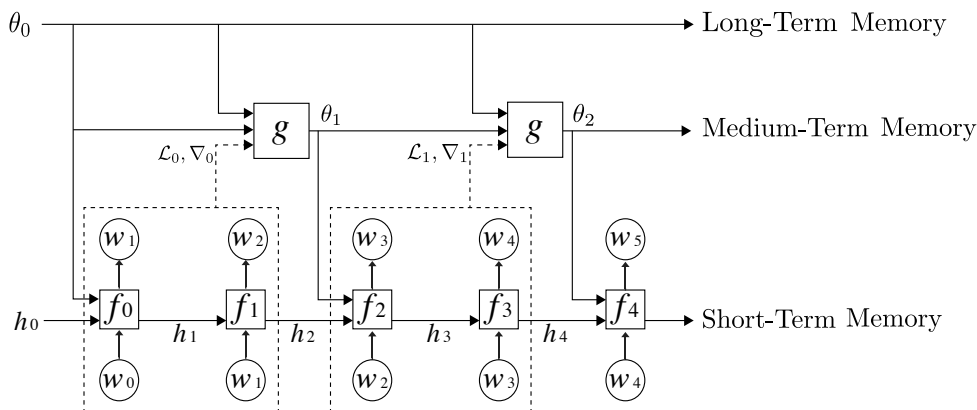 θ₀ Long-Term Memory
g θ₁ g θ₂ Medium-Term Memory
ℒ₀, ∇₀ ℒ₁, ∇₁
w₁ w₂ w₃ w₄ w₅
h₀ f₀ h₁ f₁ h₂ f₂ h₃ f₃ h₄ f₄ Short-Term Memory
w₀ w₁ w₂ w₃ w₄